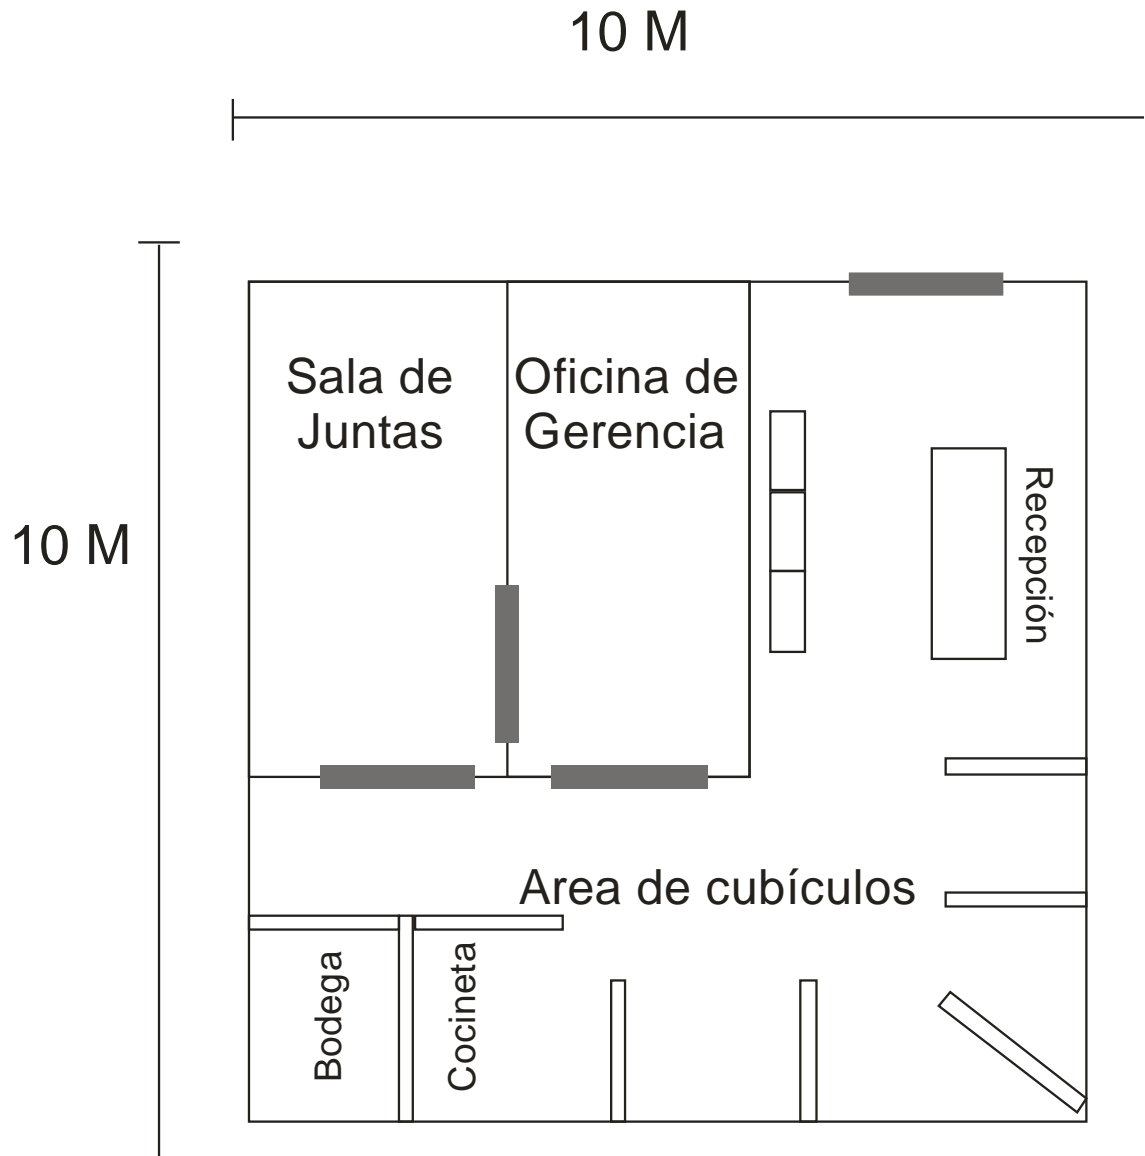 10 M
Sala de
Juntas
Oficina de
Gerencia
10 M
Recepción
Area de cubículos
Bodega
Cocineta